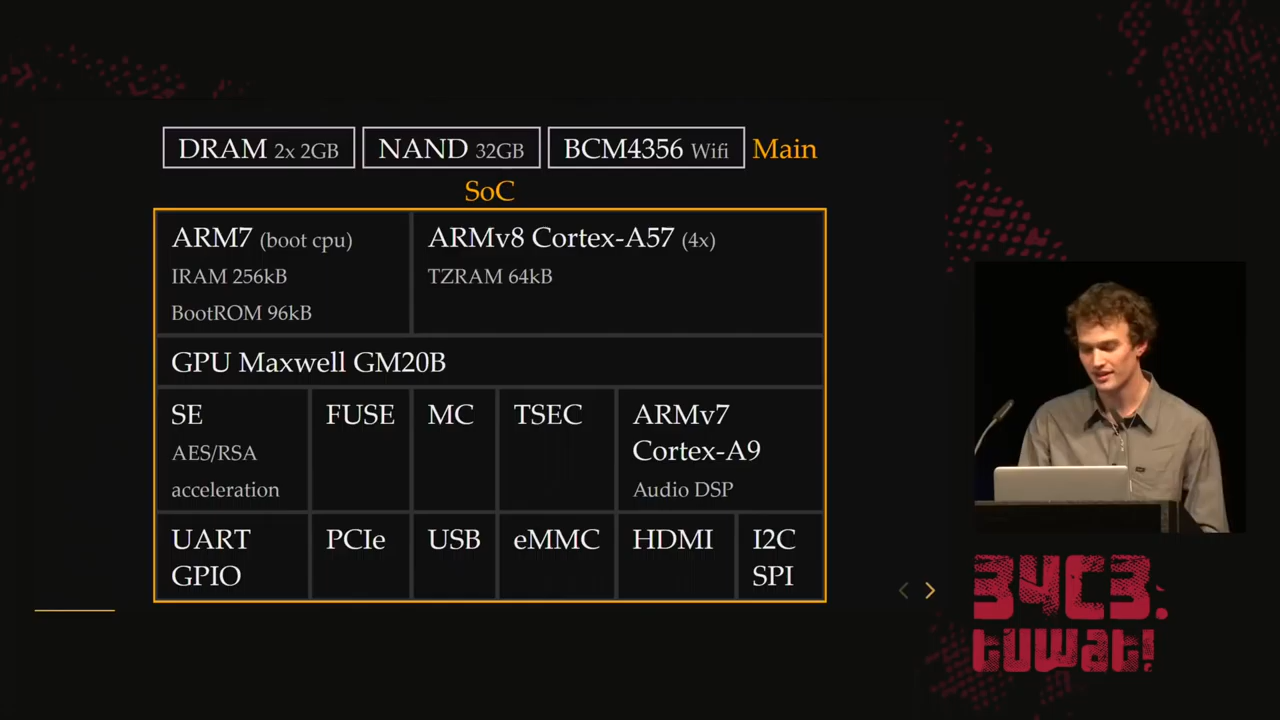 DRAM 2x 2GB NAND 32GB BCM4356 Wifi Main
SoC
ARM7 (boot cpu) ARMv8 Cortex-A57 (4x)
IRAM 256kB TZRAM 64kB
BootROM 96kB
GPU Maxwell GM20B
SE FUSE MC TSEC ARMv7
Cortex-A9
AES/RSA
acceleration Audio DSP
UART PCIe USB eMMC HDMI I2C
GPIO SPI
34C3.
tuwat!